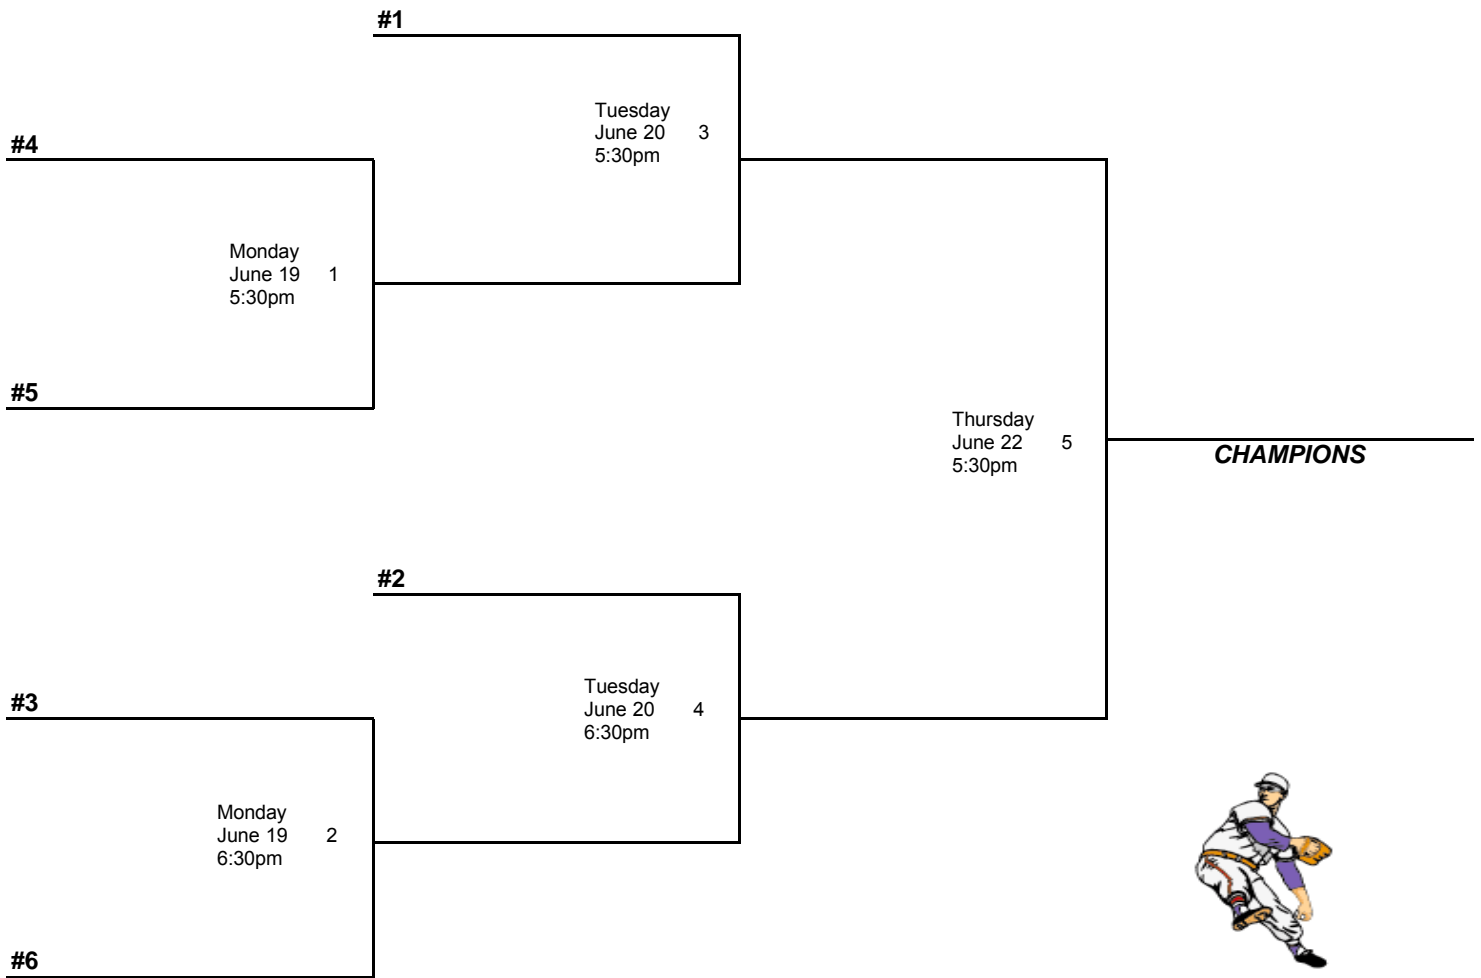 #1
Tuesday
June 20 3
5:30pm
#4
Monday
June 19 1
5:30pm
#5
Thursday
June 22 5
5:30pm
CHAMPIONS
#2
Tuesday
June 20 4
6:30pm
#3
Monday
June 19 2
6:30pm
#6